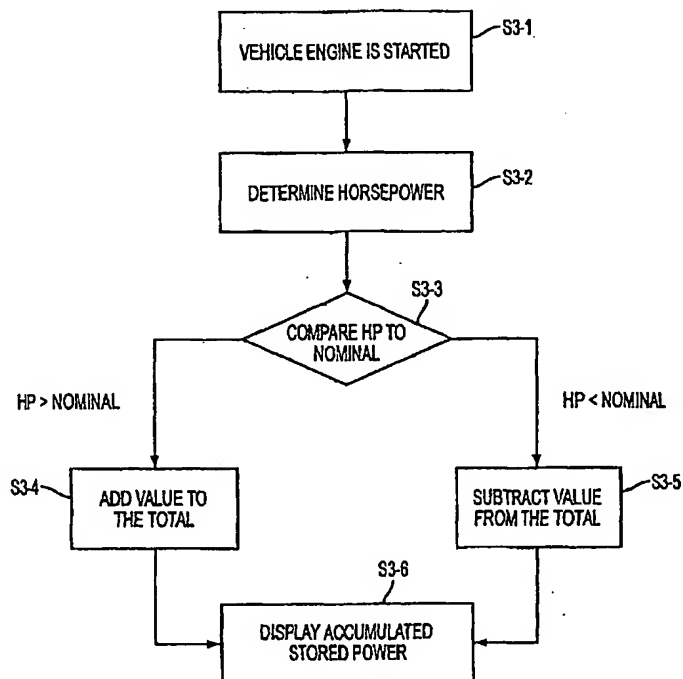 VEHICLE ENGINE IS STARTED
S3-1
DETERMINE HORSEPOWER
S3-2
S3-3
COMPARE HP TO
NOMINAL
HP > NOMINAL
HP < NOMINAL
S3-4
ADD VALUE TO
THE TOTAL
SUBTRACT VALUE
FROM THE TOTAL
S3-5
S3-6
DISPLAY ACCUMULATED
STORED POWER